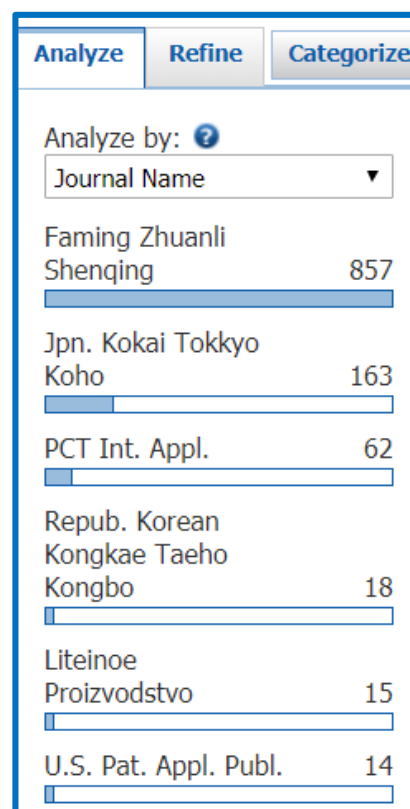 Analyze Refine Categorize
Analyze by: ?
Journal Name ▼
Faming Zhuanli
Shenqing 857
Jpn. Kokai Tokkyo
Koho 163
PCT Int. Appl. 62
Repub. Korean
Kongkae Taeho
Kongbo 18
Liteinoe
Proizvodstvo 15
U.S. Pat. Appl. Publ. 14